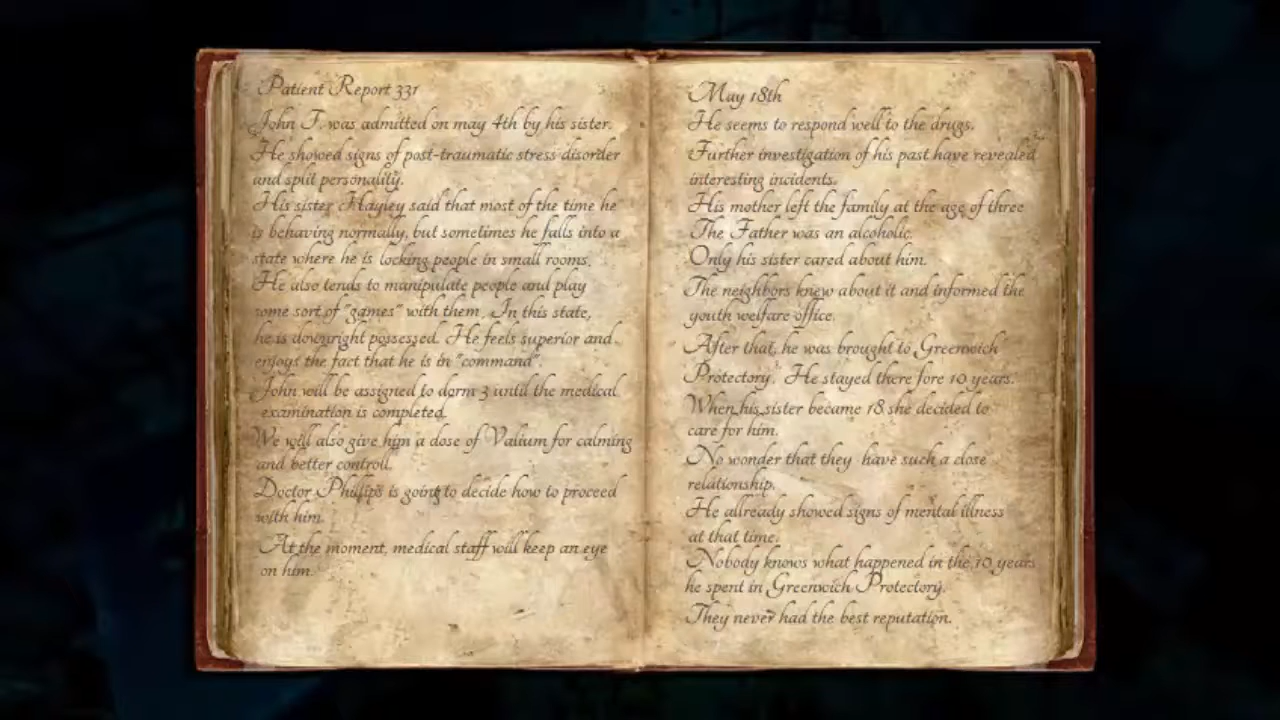 Patient Report 331
John F. was admitted on may 4th by his sister.
He showed signs of post-traumatic stress disorder
and split personality.
His sister Hayley said that most of the time he
is behaving normally, but sometimes he falls into a
state where he is locking people in small rooms.
He also tends to manipulate people and play
some sort of "games" with them. In this state,
he is downright possessed. He feels superior and
enjoys the fact that he is in "command".
John will be assigned to dorm 3 until the medical
examination is completed.
We will also give him a dose of Valium for calming
and better controll.
Doctor Phillips is going to decide how to proceed
with him.
At the moment, medical staff will keep an eye
on him.
May 18th
He seems to respond well to the drugs.
Further investigation of his past have revealed
interesting incidents.
His mother left the family at the age of three
The Father was an alcoholic.
Only his sister cared about him.
The neighbors knew about it and informed the
youth welfare office.
After that, he was brought to Greenwich
Protectory. He stayed there fore 10 years.
When his sister became 18 she decided to
care for him.
No wonder that they have such a close
relationship.
He allready showed signs of mental illness
at that time.
Nobody knows what happened in the 10 years
he spent in Greenwich Protectory.
They never had the best reputation.